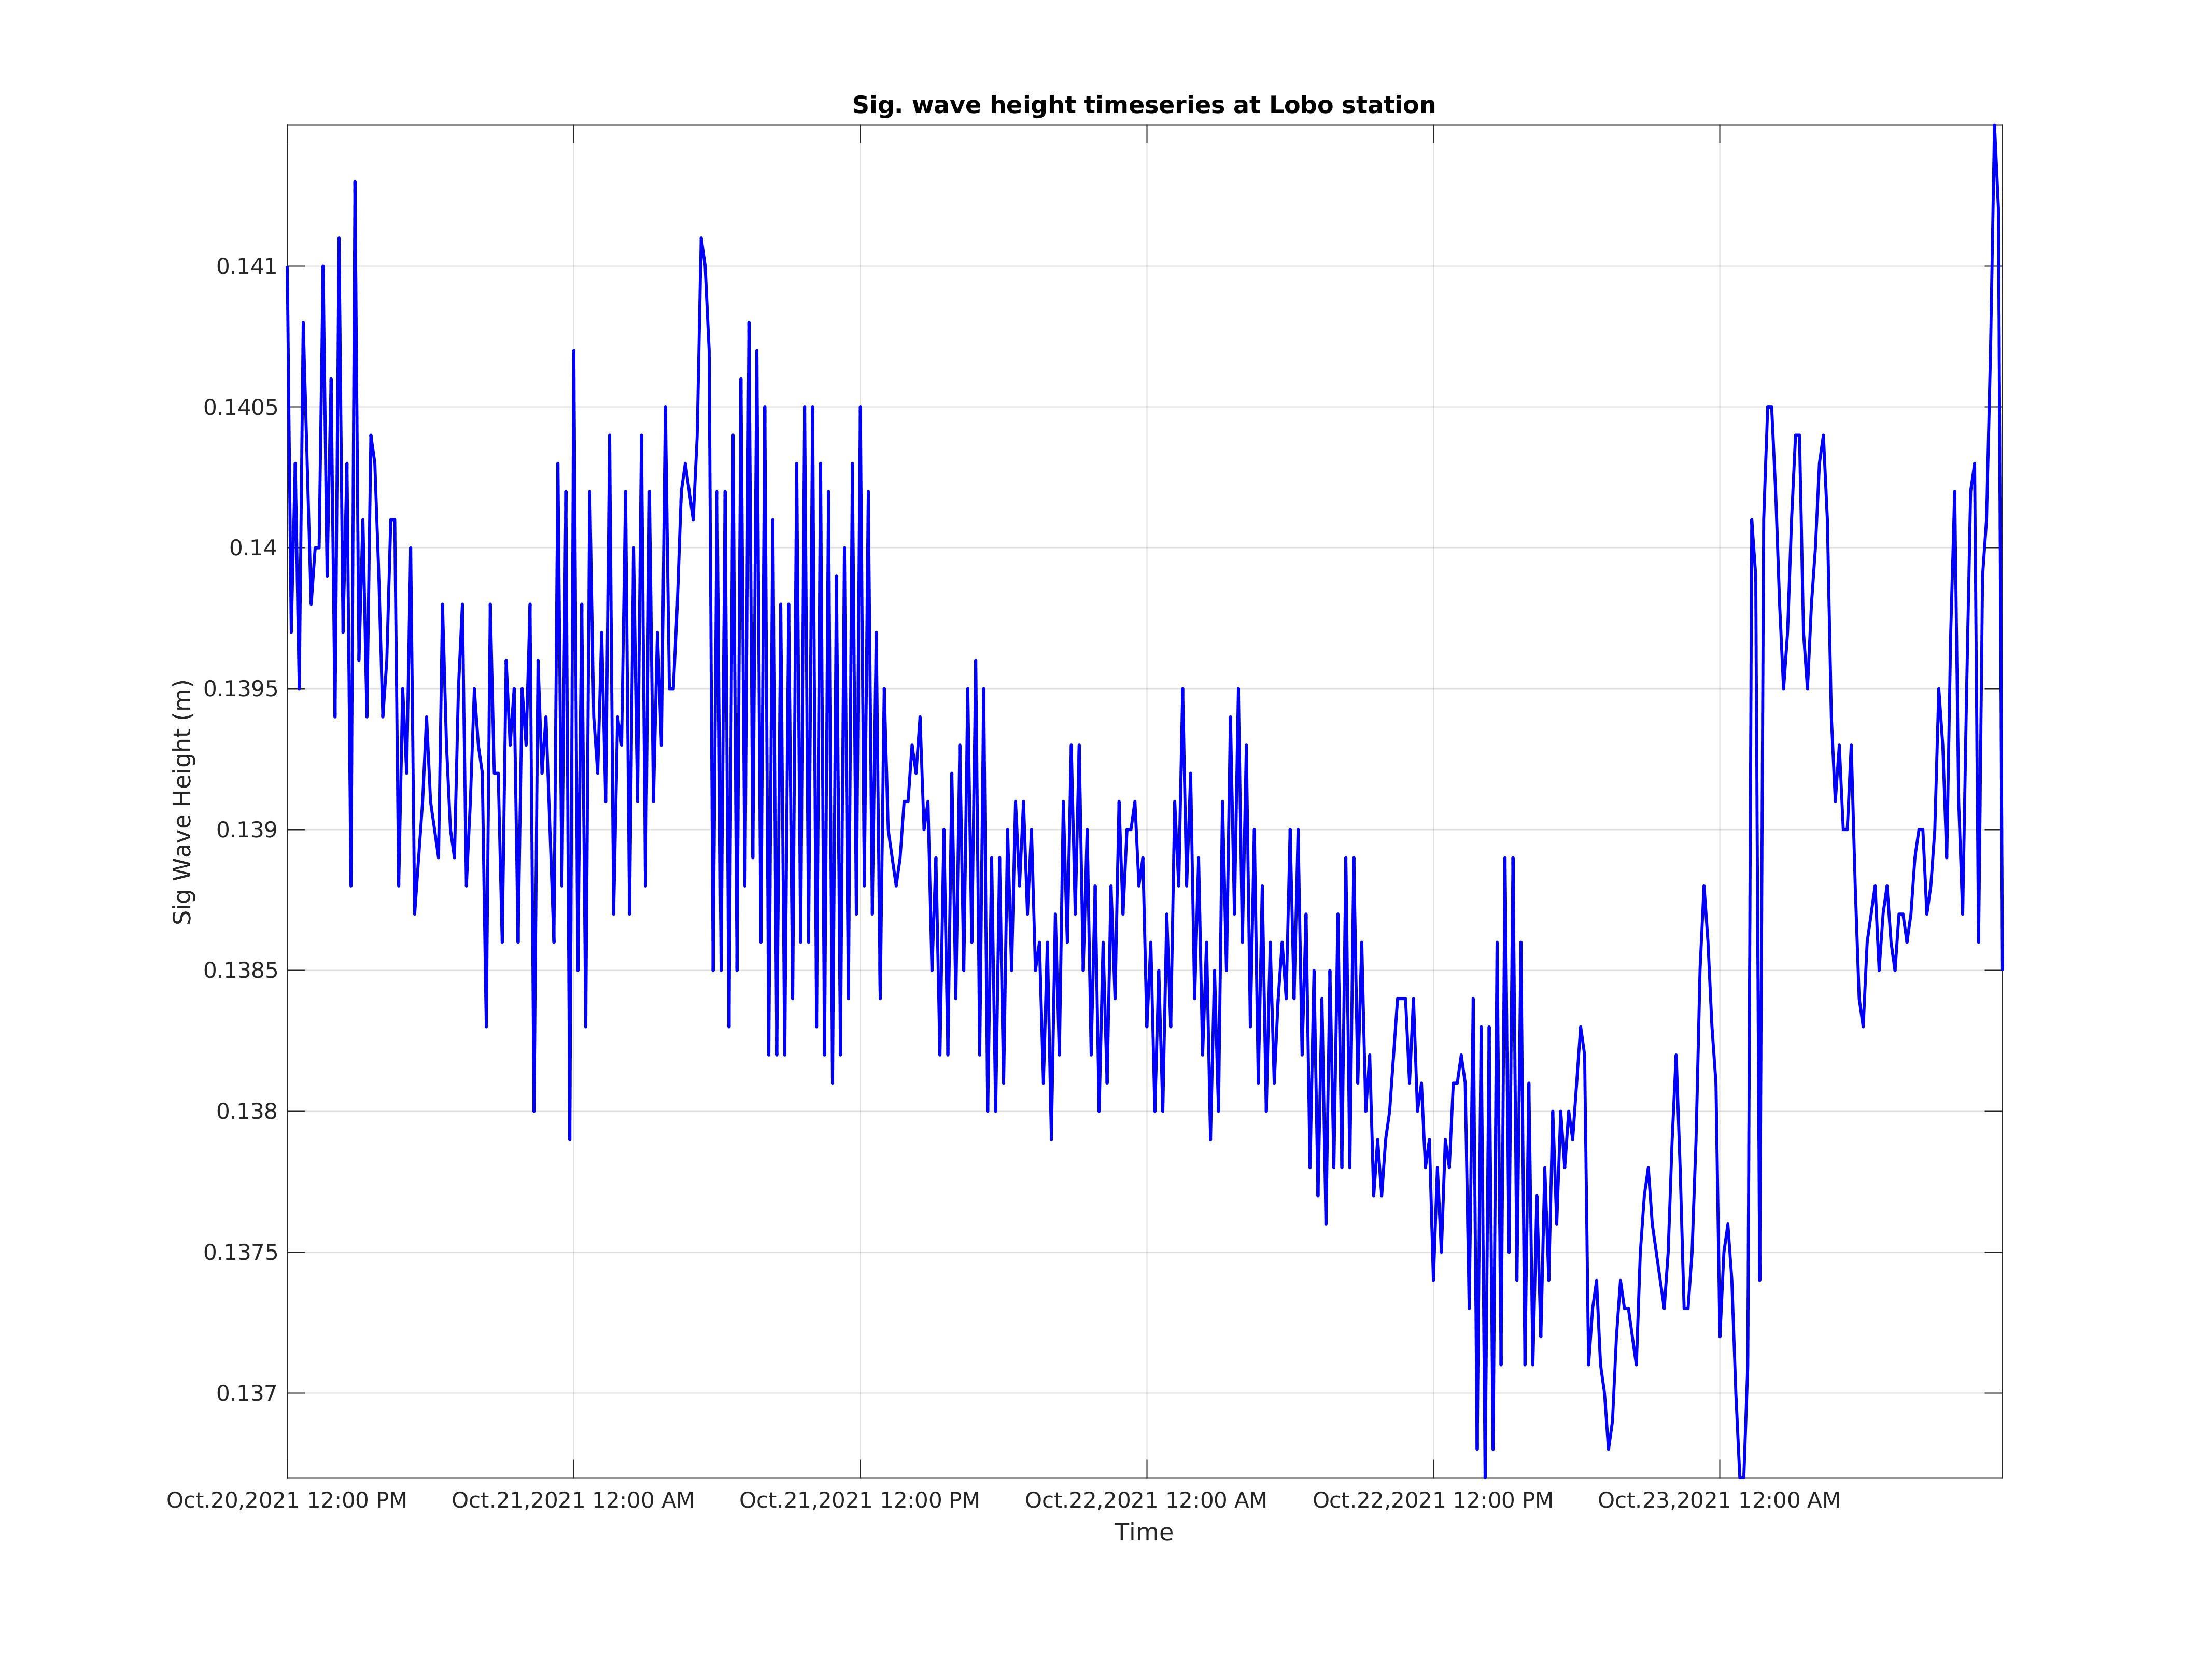 Sig. wave height timeseries at Lobo station
0.141
0.1405
0.14
0.1395
0.139
0.1385
0.138
0.1375
0.137
Sig Wave Height (m)
Oct.20,2021 12:00 PM
Oct.21,2021 12:00 AM
Oct.21,2021 12:00 PM
Oct.22,2021 12:00 AM
Oct.22,2021 12:00 PM
Oct.23,2021 12:00 AM
Time